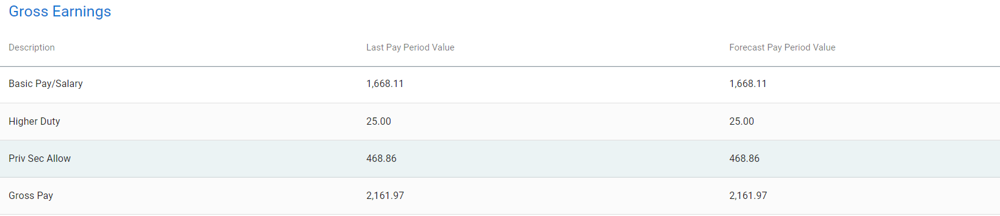 Gross Earnings
Description Last Pay Period Value Forecast Pay Period Value
Basic Pay/Salary 1,668.11 1,668.11
Higher Duty 25.00 25.00
Priv Sec Allow 468.86 468.86
Gross Pay 2,161.97 2,161.97